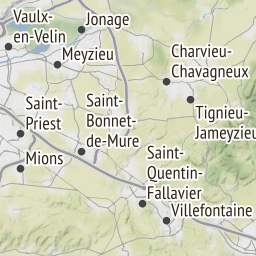 Vaulx-
en-Velin
Jonage
Meyzieu
Charvieu-
Chavagneux
Tignieu-
Jameyzieu
Saint-
Priest
Saint-
Bonnet-
de-Mure
Mions
Saint-
Quentin-
Fallavier
Villefontaine